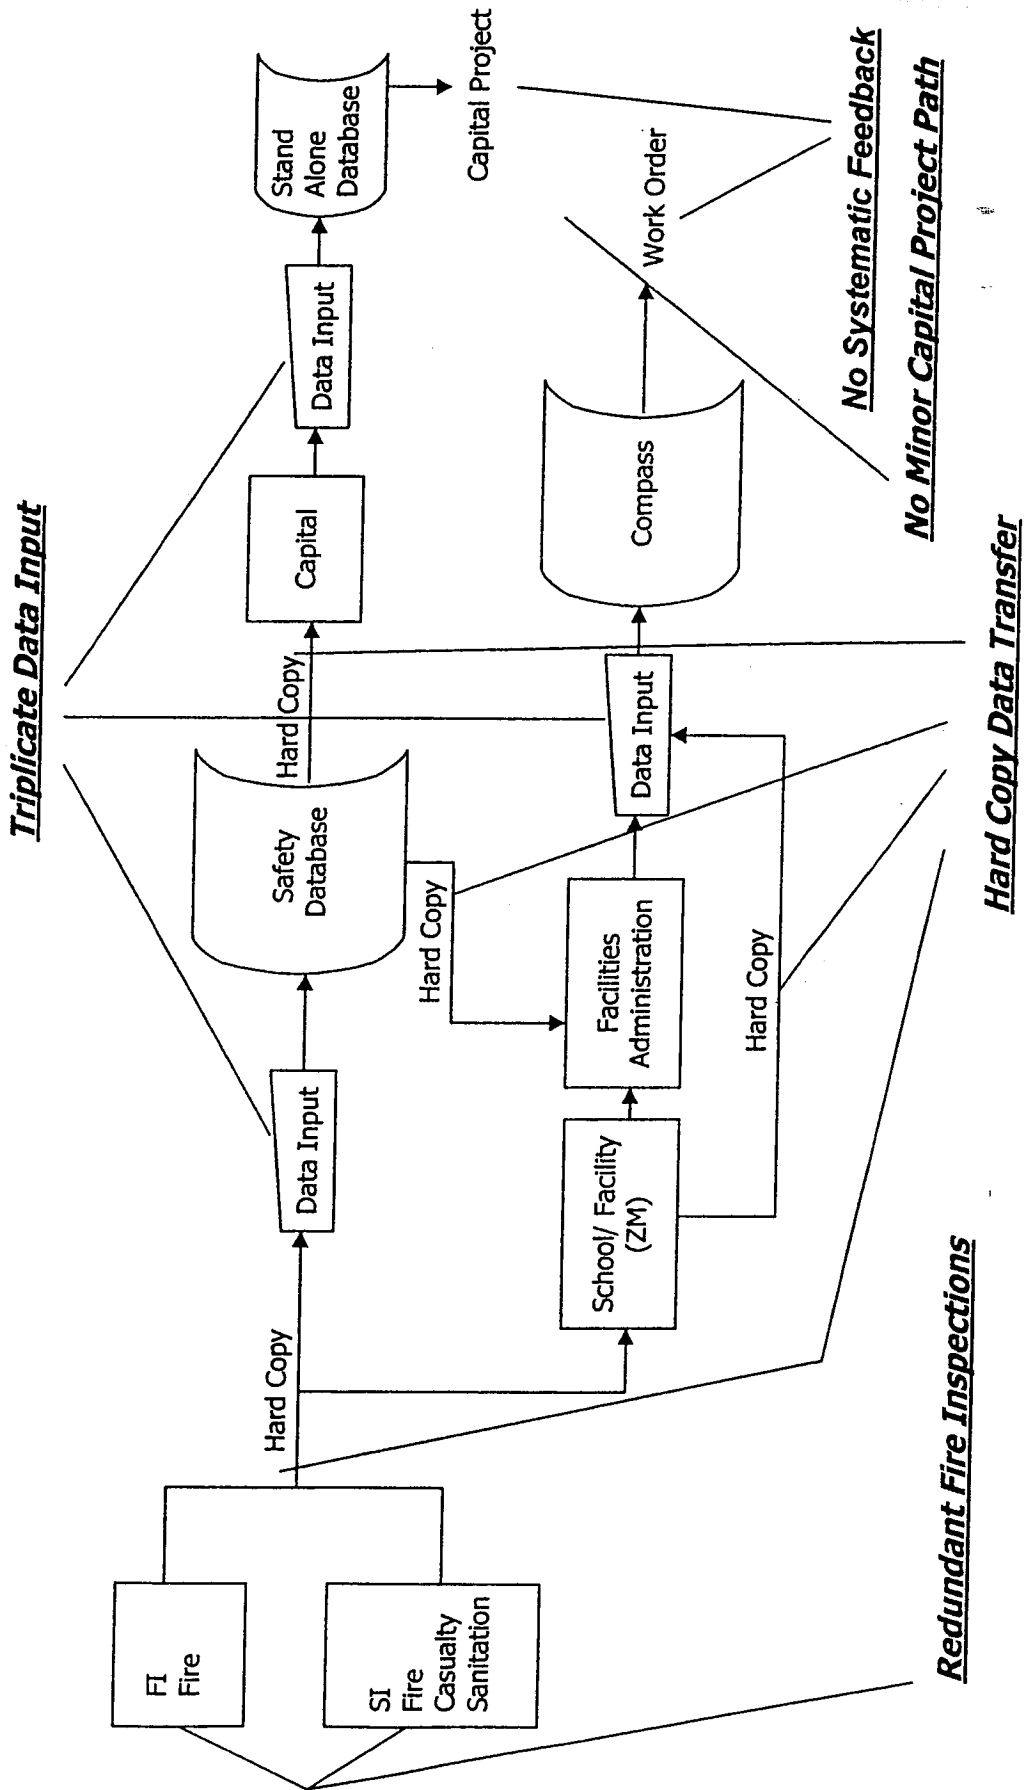 Triplicate Data Input
FI
Fire
SI
Fire
Casualty
Sanitation
Hard Copy
Data Input
Safety
Database
Hard Copy
Capital
Data Input
Stand
Alone
Database
Capital Project
Hard Copy
School/ Facility
(ZM)
Facilities
Administration
Data Input
Compass
Work Order
Hard Copy
No Systematic Feedback
No Minor Capital Project Path
Hard Copy Data Transfer
Redundant Fire Inspections